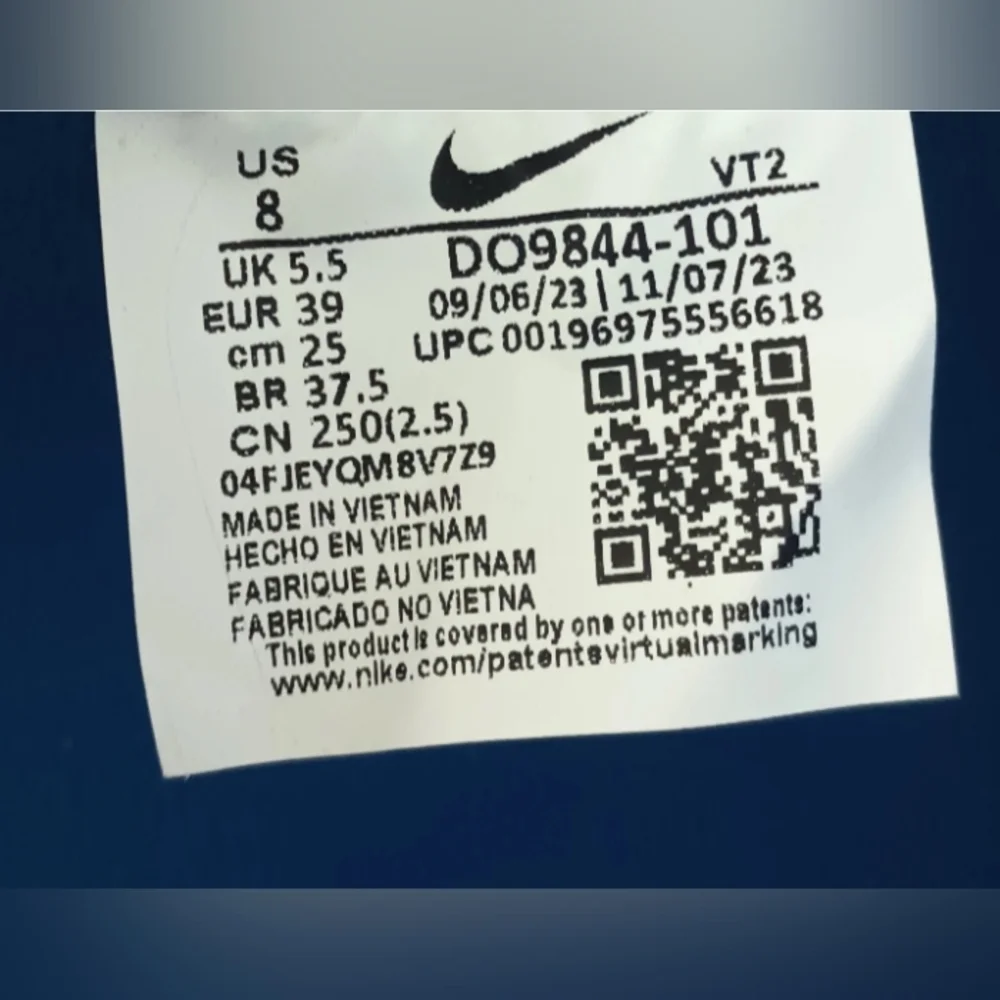 US
8
VT2
UK 5.5
EUR 39
cm 25
BR 37.5
CN 250(2.5)
DO9844-101
09/06/23 | 11/07/23
UPC 00196975556618
04FJEYQM8V7Z9
MADE IN VIETNAM
HECHO EN VIETNAM
FABRIQUE AU VIETNAM
FABRICADO NO VIETNA
This product is covered by one or more patents:
www.nike.com/patentsvirtualmarking